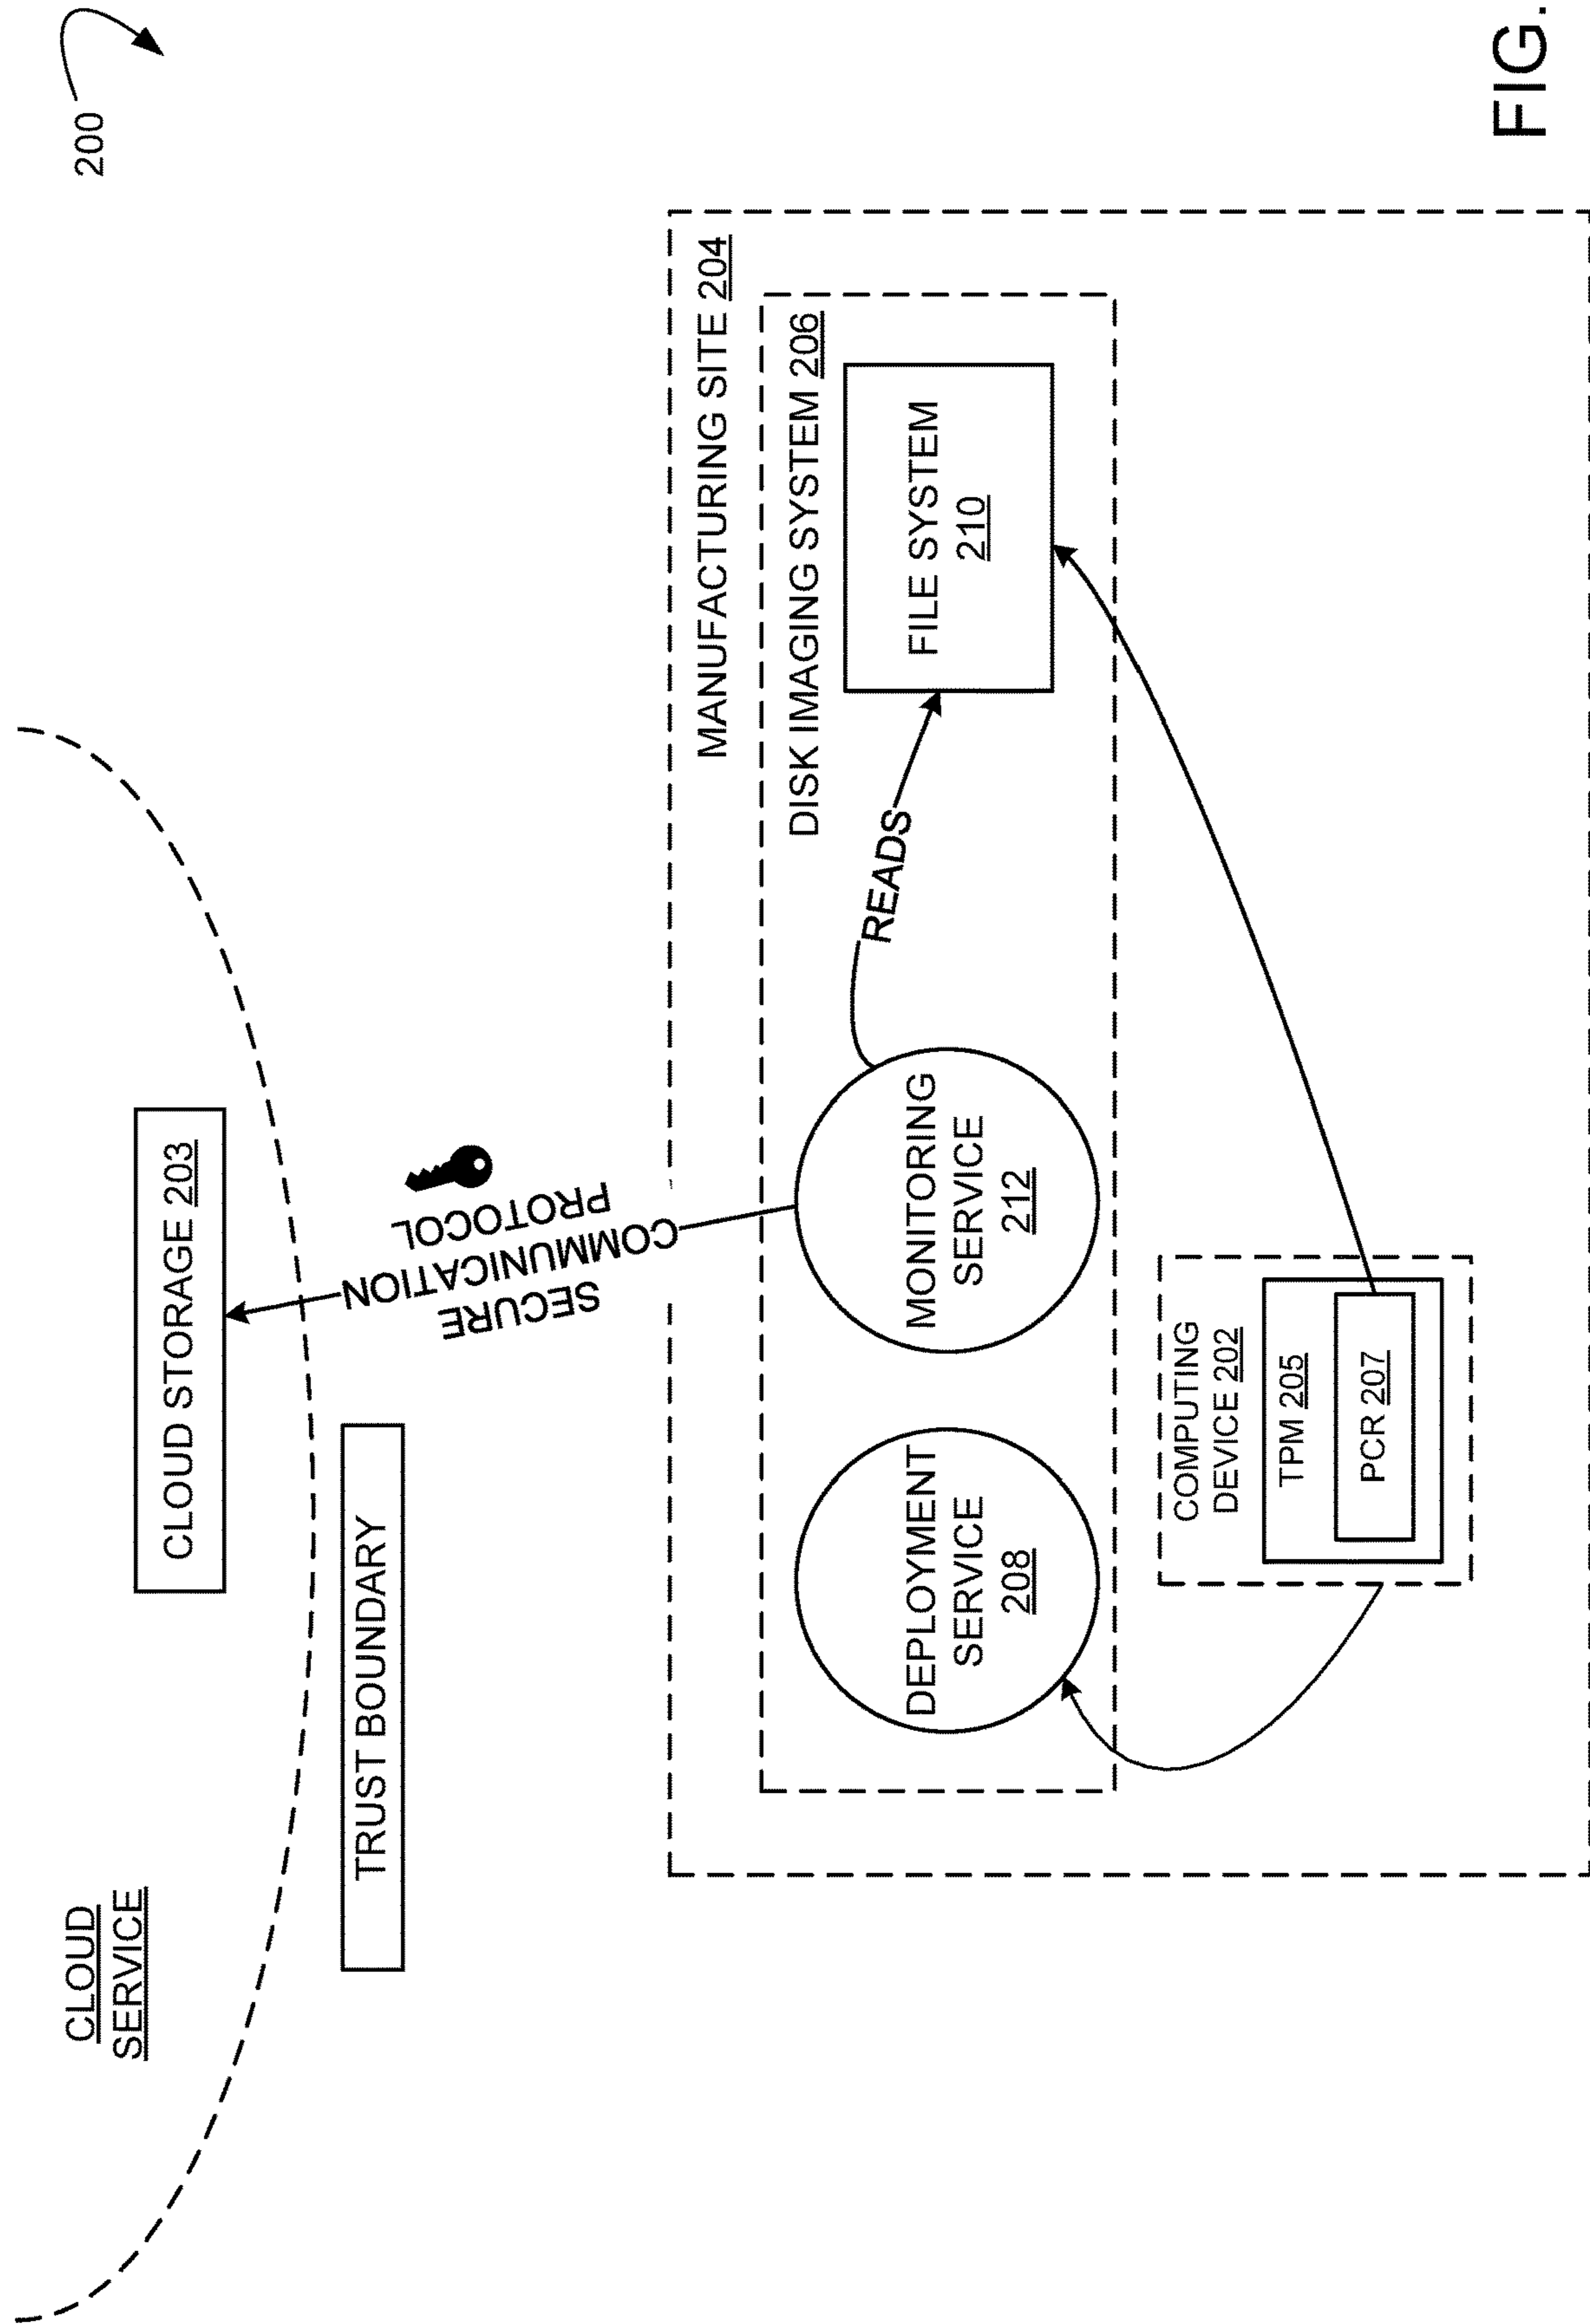 200
CLOUD
SERVICE
CLOUD STORAGE 203
TRUST BOUNDARY
SECURE
COMMUNICATION
PROTOCOL
MANUFACTURING SITE 204
DISK IMAGING SYSTEM 206
DEPLOYMENT
SERVICE
208
MONITORING
SERVICE
212
READS
FILE SYSTEM
210
COMPUTING
DEVICE 202
TPM 205
PCR 207
FIG.